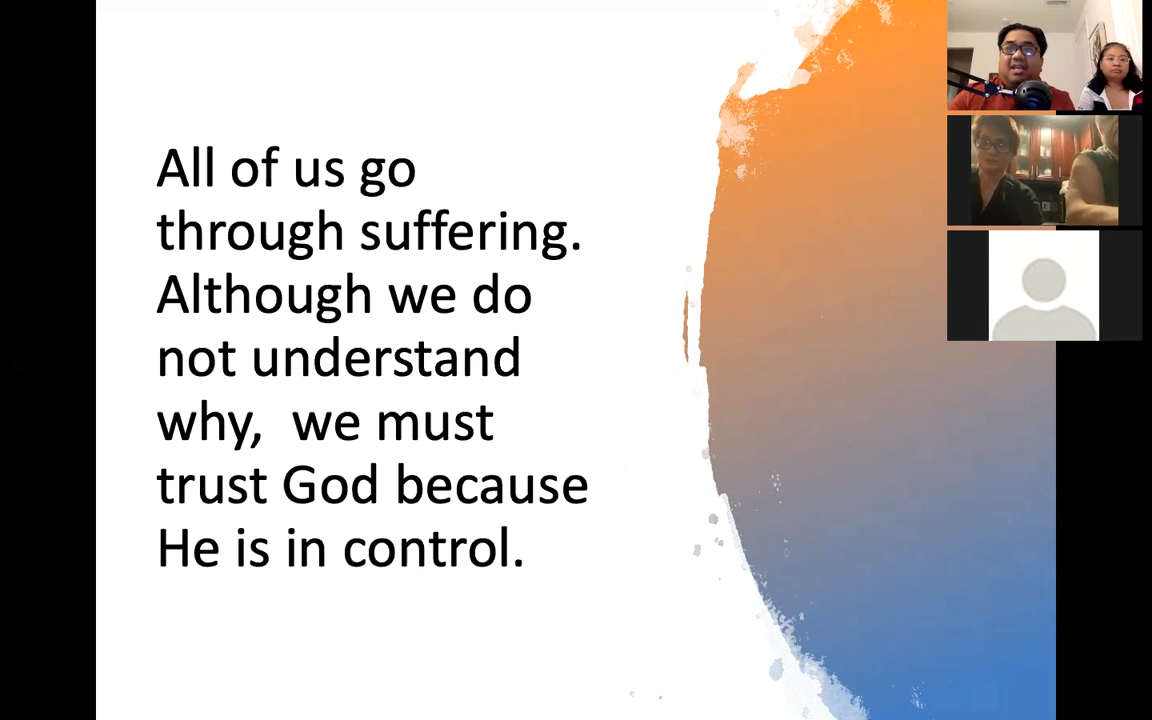 All of us go
through suffering.
Although we do
not understand
why,  we must
trust God because
He is in control.